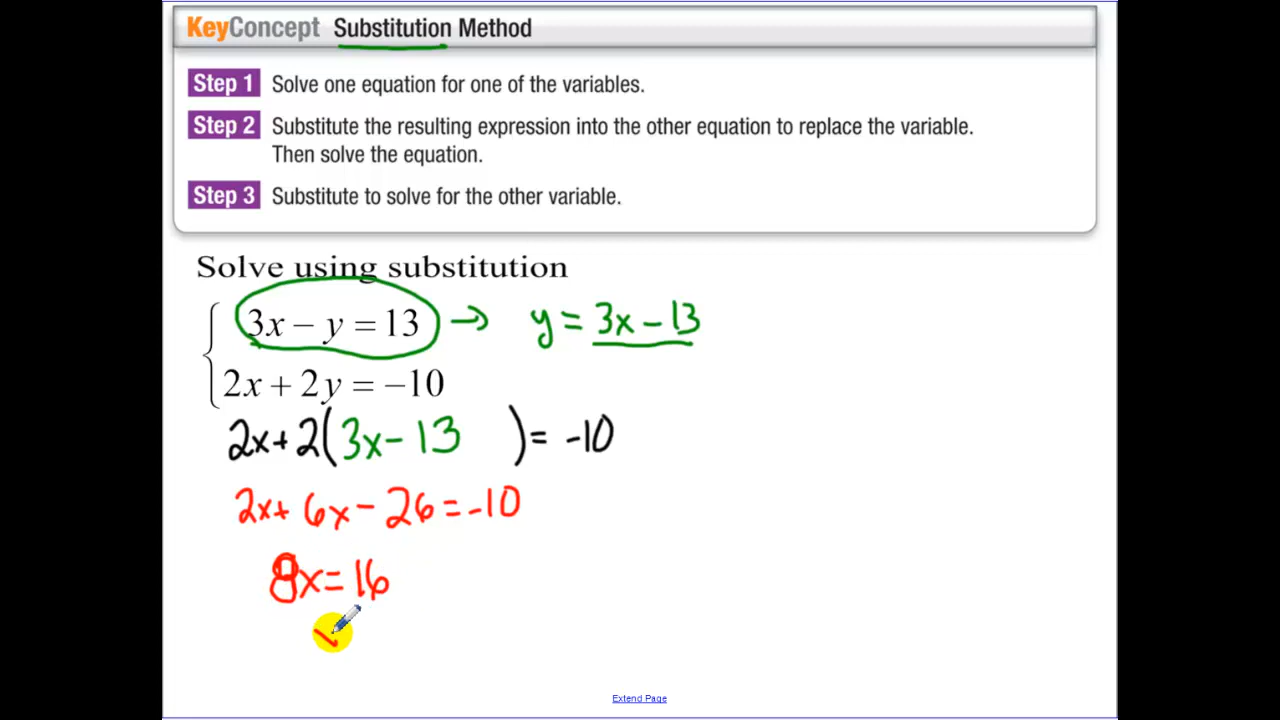 KeyConcept Substitution Method
Step 1 Solve one equation for one of the variables.
Step 2 Substitute the resulting expression into the other equation to replace the variable.
Then solve the equation.
Step 3 Substitute to solve for the other variable.
Solve using substitution
3x − y = 13 → y = 3x − 13
2x + 2y = −10
2x + 2(3x − 13) = -10
2x + 6x − 26 = -10
8x = 16
Extend Page